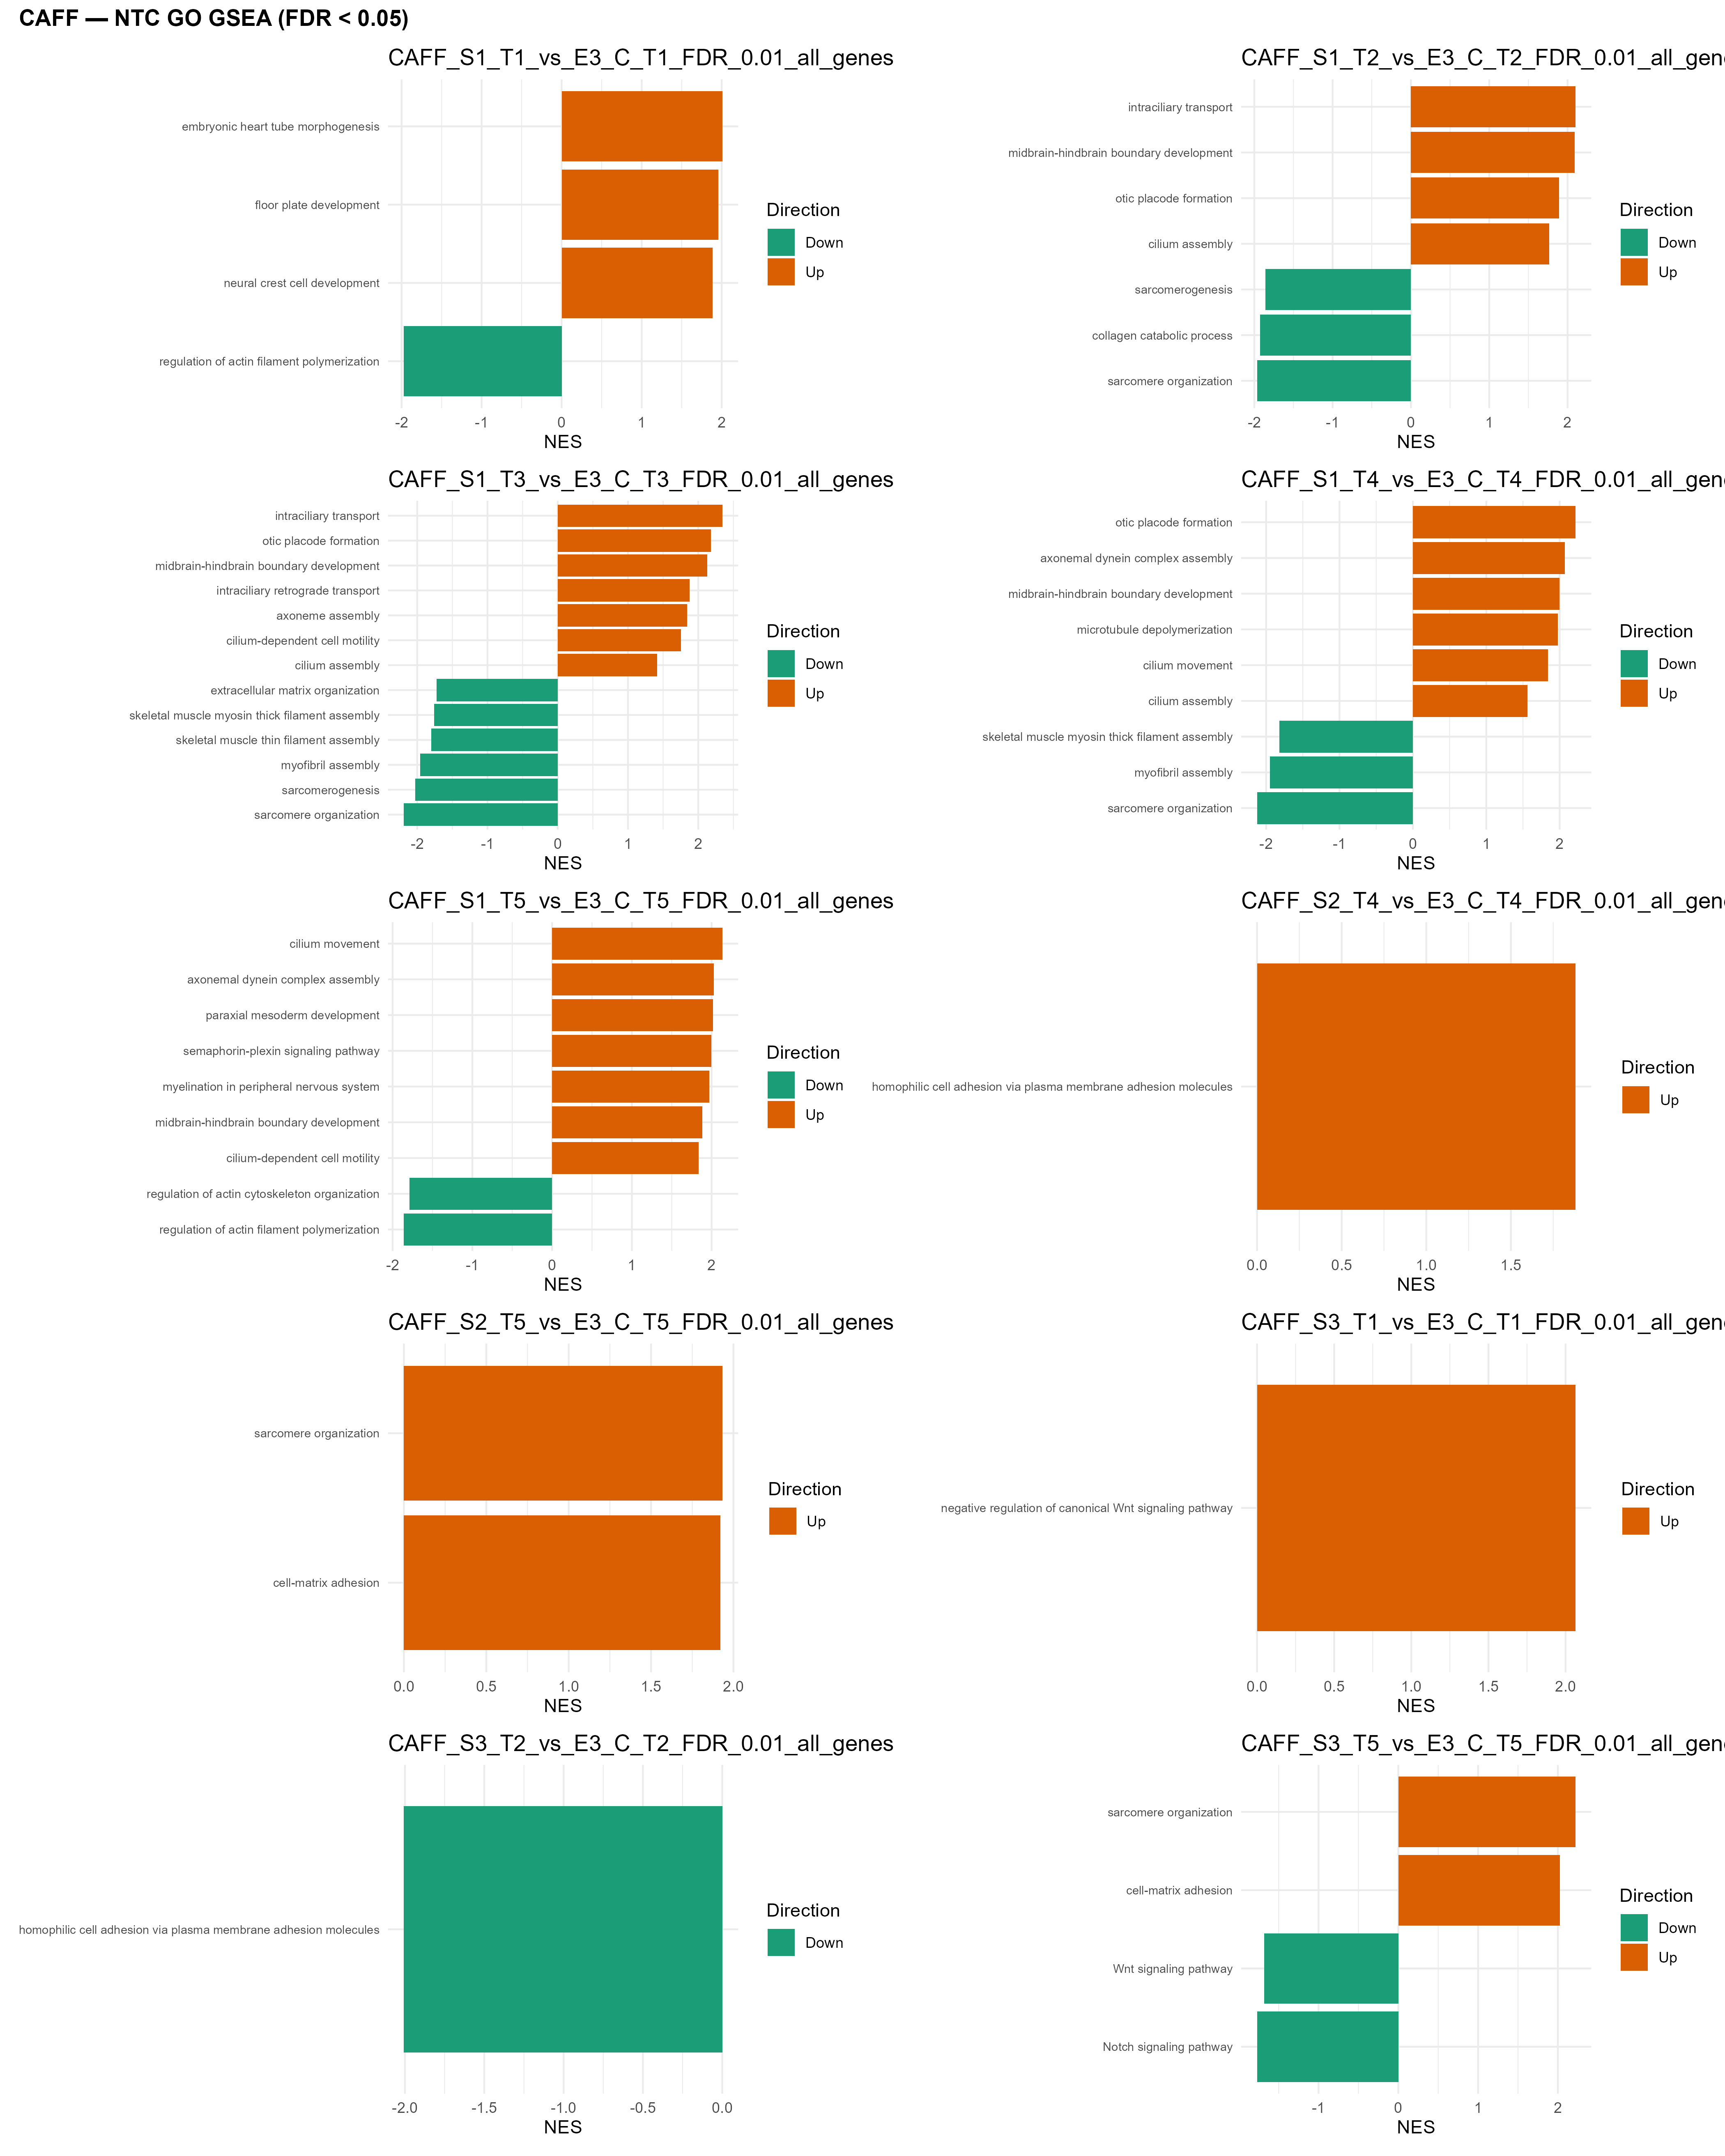 CAFF — NTC GO GSEA (FDR < 0.05)
CAFF_S1_T1_vs_E3_C_T1_FDR_0.01_all_genes
embryonic heart tube morphogenesis
floor plate development
neural crest cell development
regulation of actin filament polymerization
-2 -1 0 1 2
NES
Direction
Down
Up
CAFF_S1_T2_vs_E3_C_T2_FDR_0.01_all_gen
intraciliary transport
midbrain-hindbrain boundary development
otic placode formation
cilium assembly
sarcomerogenesis
collagen catabolic process
sarcomere organization
-2 -1 0 1 2
NES
Direction
Down
Up
CAFF_S1_T3_vs_E3_C_T3_FDR_0.01_all_genes
intraciliary transport
otic placode formation
midbrain-hindbrain boundary development
intraciliary retrograde transport
axoneme assembly
cilium-dependent cell motility
cilium assembly
extracellular matrix organization
skeletal muscle myosin thick filament assembly
skeletal muscle thin filament assembly
myofibril assembly
sarcomerogenesis
sarcomere organization
-2 -1 0 1 2
NES
Direction
Down
Up
CAFF_S1_T4_vs_E3_C_T4_FDR_0.01_all_gen
otic placode formation
axonemal dynein complex assembly
midbrain-hindbrain boundary development
microtubule depolymerization
cilium movement
cilium assembly
skeletal muscle myosin thick filament assembly
myofibril assembly
sarcomere organization
-2 -1 0 1 2
NES
Direction
Down
Up
CAFF_S1_T5_vs_E3_C_T5_FDR_0.01_all_genes
cilium movement
axonemal dynein complex assembly
paraxial mesoderm development
semaphorin-plexin signaling pathway
myelination in peripheral nervous system
midbrain-hindbrain boundary development
cilium-dependent cell motility
regulation of actin cytoskeleton organization
regulation of actin filament polymerization
-2 -1 0 1 2
NES
Direction
Down
Up
CAFF_S2_T4_vs_E3_C_T4_FDR_0.01_all_gen
homophilic cell adhesion via plasma membrane adhesion molecules
0.0 0.5 1.0 1.5
NES
Direction
Up
CAFF_S2_T5_vs_E3_C_T5_FDR_0.01_all_genes
sarcomere organization
cell-matrix adhesion
0.0 0.5 1.0 1.5 2.0
NES
Direction
Up
CAFF_S3_T1_vs_E3_C_T1_FDR_0.01_all_gen
negative regulation of canonical Wnt signaling pathway
0.0 0.5 1.0 1.5 2.0
NES
Direction
Up
CAFF_S3_T2_vs_E3_C_T2_FDR_0.01_all_genes
homophilic cell adhesion via plasma membrane adhesion molecules
-2.0 -1.5 -1.0 -0.5 0.0
NES
Direction
Down
CAFF_S3_T5_vs_E3_C_T5_FDR_0.01_all_gen
sarcomere organization
cell-matrix adhesion
Wnt signaling pathway
Notch signaling pathway
-1 0 1 2
NES
Direction
Down
Up